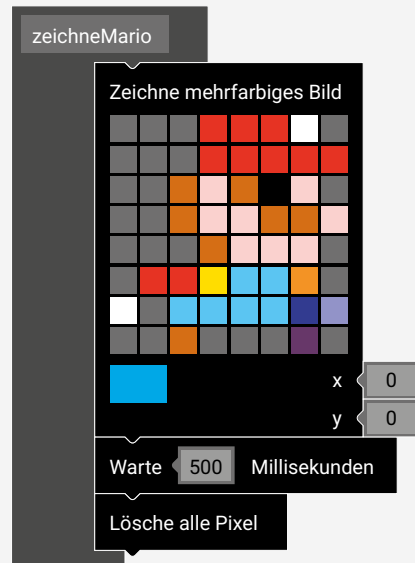 zeichneMario
Zeichne mehrfarbiges Bild
x 0
y 0
Warte 500 Millisekunden
Lösche alle Pixel